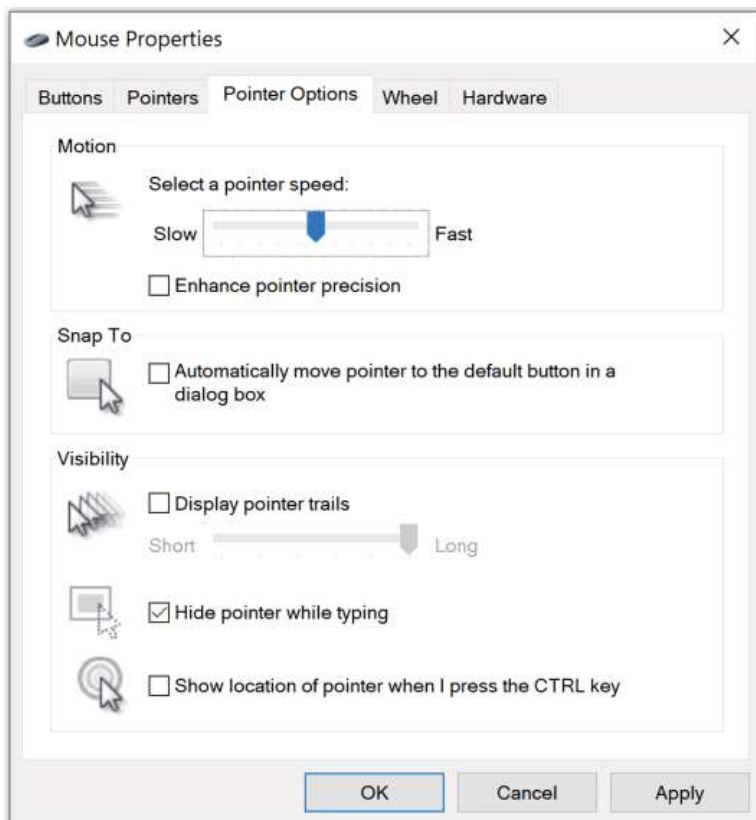 Mouse Properties
Buttons Pointers Pointer Options Wheel Hardware
Motion
Select a pointer speed:
Slow Fast
Enhance pointer precision
Snap To
Automatically move pointer to the default button in a
dialog box
Visibility
Display pointer trails
Short Long
Hide pointer while typing
Show location of pointer when I press the CTRL key
OK Cancel Apply